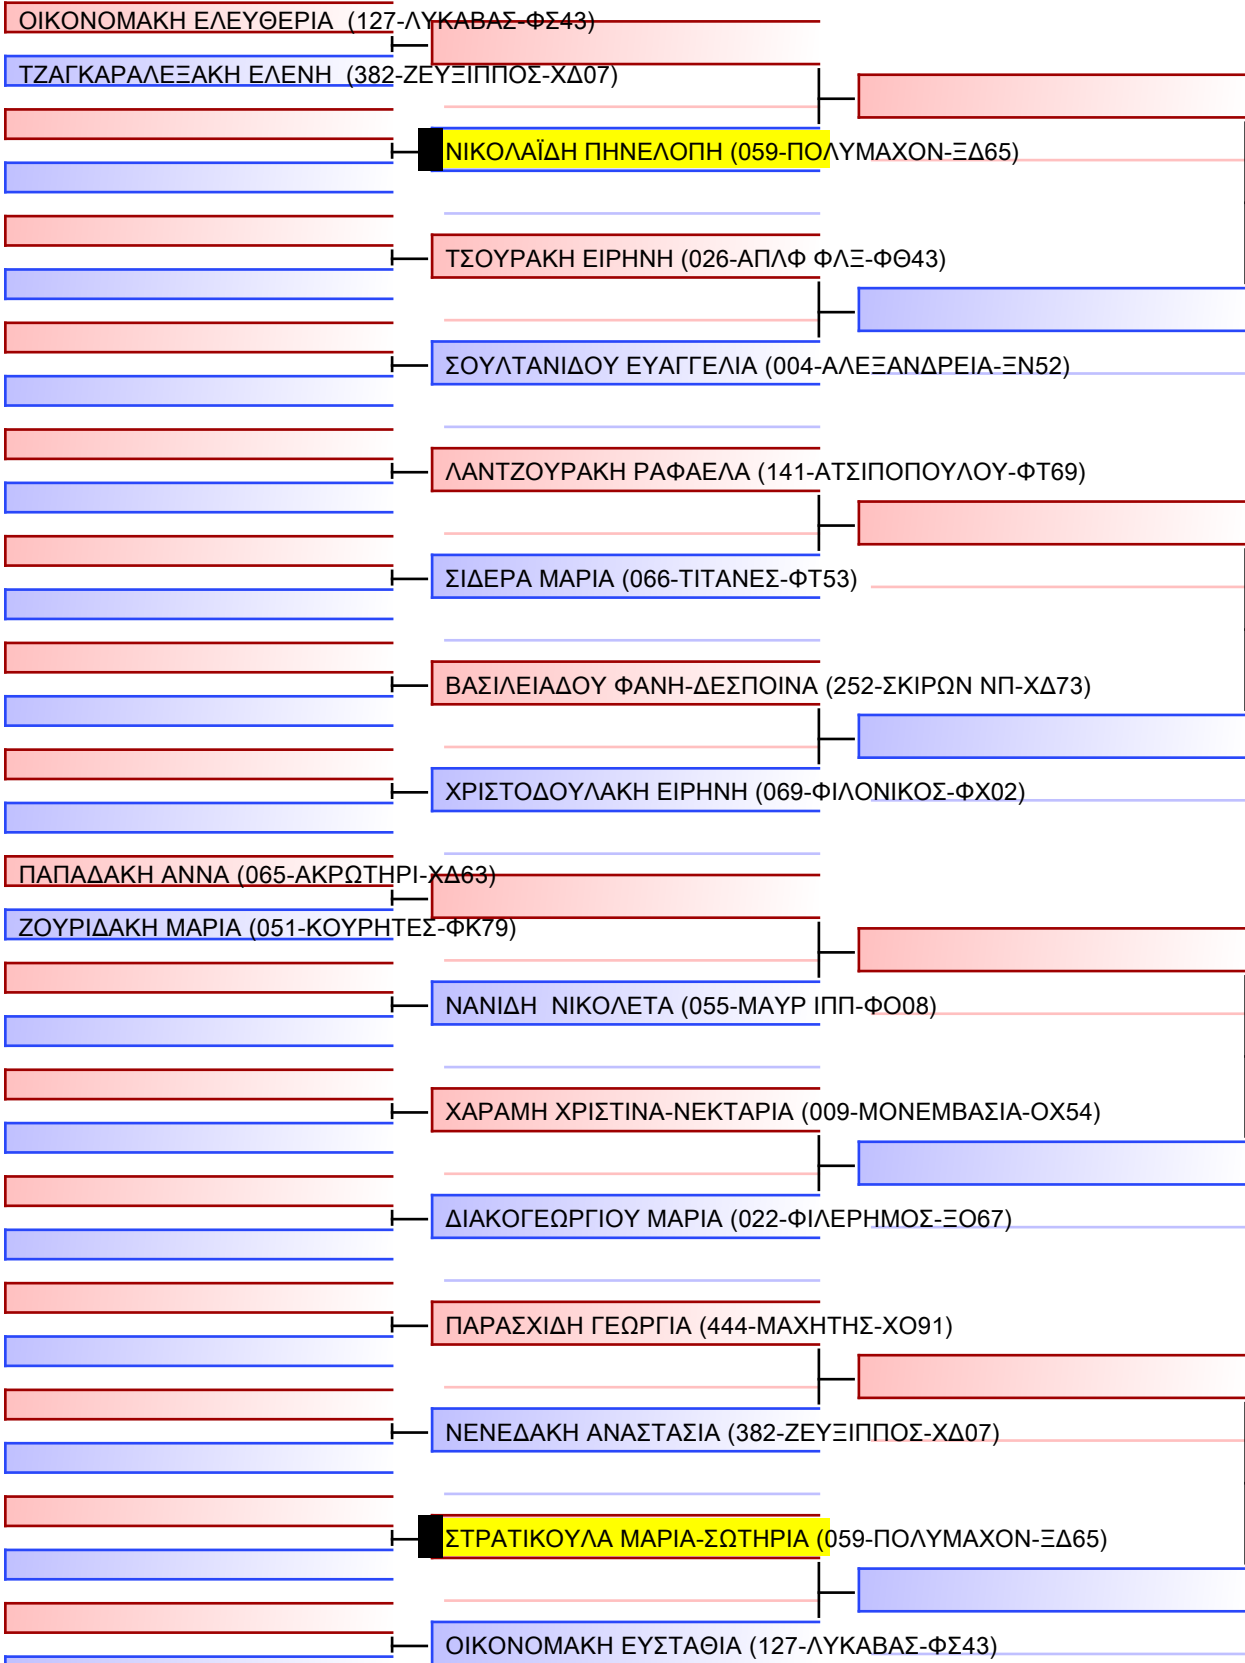 ΟΙΚΟΝΟΜΑΚΗ ΕΛΕΥΘΕΡΙΑ (127-ΛΥΚΑΒΑΣ-ΦΣ43)
ΤΖΑΓΚΑΡΑΛΕΞΑΚΗ ΕΛΕΝΗ (382-ΖΕΥΞΙΠΠΟΣ-ΧΔ07)
ΝΙΚΟΛΑΪΔΗ ΠΗΝΕΛΟΠΗ (059-ΠΟΛΥΜΑΧΟΝ-ΞΔ65)
ΤΣΟΥΡΑΚΗ ΕΙΡΗΝΗ (026-ΑΠΛΦ ΦΛΞ-ΦΘ43)
ΣΟΥΛΤΑΝΙΔΟΥ ΕΥΑΓΓΕΛΙΑ (004-ΑΛΕΞΑΝΔΡΕΙΑ-ΞΝ52)
ΛΑΝΤΖΟΥΡΑΚΗ ΡΑΦΑΕΛΑ (141-ΑΤΣΙΠΟΠΟΥΛΟΥ-ΦΤ69)
ΣΙΔΕΡΑ ΜΑΡΙΑ (066-ΤΙΤΑΝΕΣ-ΦΤ53)
ΒΑΣΙΛΕΙΑΔΟΥ ΦΑΝΗ-ΔΕΣΠΟΙΝΑ (252-ΣΚΙΡΩΝ ΝΠ-ΧΔ73)
ΧΡΙΣΤΟΔΟΥΛΑΚΗ ΕΙΡΗΝΗ (069-ΦΙΛΟΝΙΚΟΣ-ΦΧ02)
ΠΑΠΑΔΑΚΗ ΑΝΝΑ (065-ΑΚΡΩΤΗΡΙ-ΧΔ63)
ΖΟΥΡΙΔΑΚΗ ΜΑΡΙΑ (051-ΚΟΥΡΗΤΕΣ-ΦΚ79)
ΝΑΝΙΔΗ ΝΙΚΟΛΕΤΑ (055-ΜΑΥΡ ΙΠΠ-ΦΟ08)
ΧΑΡΑΜΗ ΧΡΙΣΤΙΝΑ-ΝΕΚΤΑΡΙΑ (009-ΜΟΝΕΜΒΑΣΙΑ-ΟΧ54)
ΔΙΑΚΟΓΕΩΡΓΙΟΥ ΜΑΡΙΑ (022-ΦΙΛΕΡΗΜΟΣ-ΞΟ67)
ΠΑΡΑΣΧΙΔΗ ΓΕΩΡΓΙΑ (444-ΜΑΧΗΤΗΣ-ΧΟ91)
ΝΕΝΕΔΑΚΗ ΑΝΑΣΤΑΣΙΑ (382-ΖΕΥΞΙΠΠΟΣ-ΧΔ07)
ΣΤΡΑΤΙΚΟΥΛΑ ΜΑΡΙΑ-ΣΩΤΗΡΙΑ (059-ΠΟΛΥΜΑΧΟΝ-ΞΔ65)
ΟΙΚΟΝΟΜΑΚΗ ΕΥΣΤΑΘΙΑ (127-ΛΥΚΑΒΑΣ-ΦΣ43)